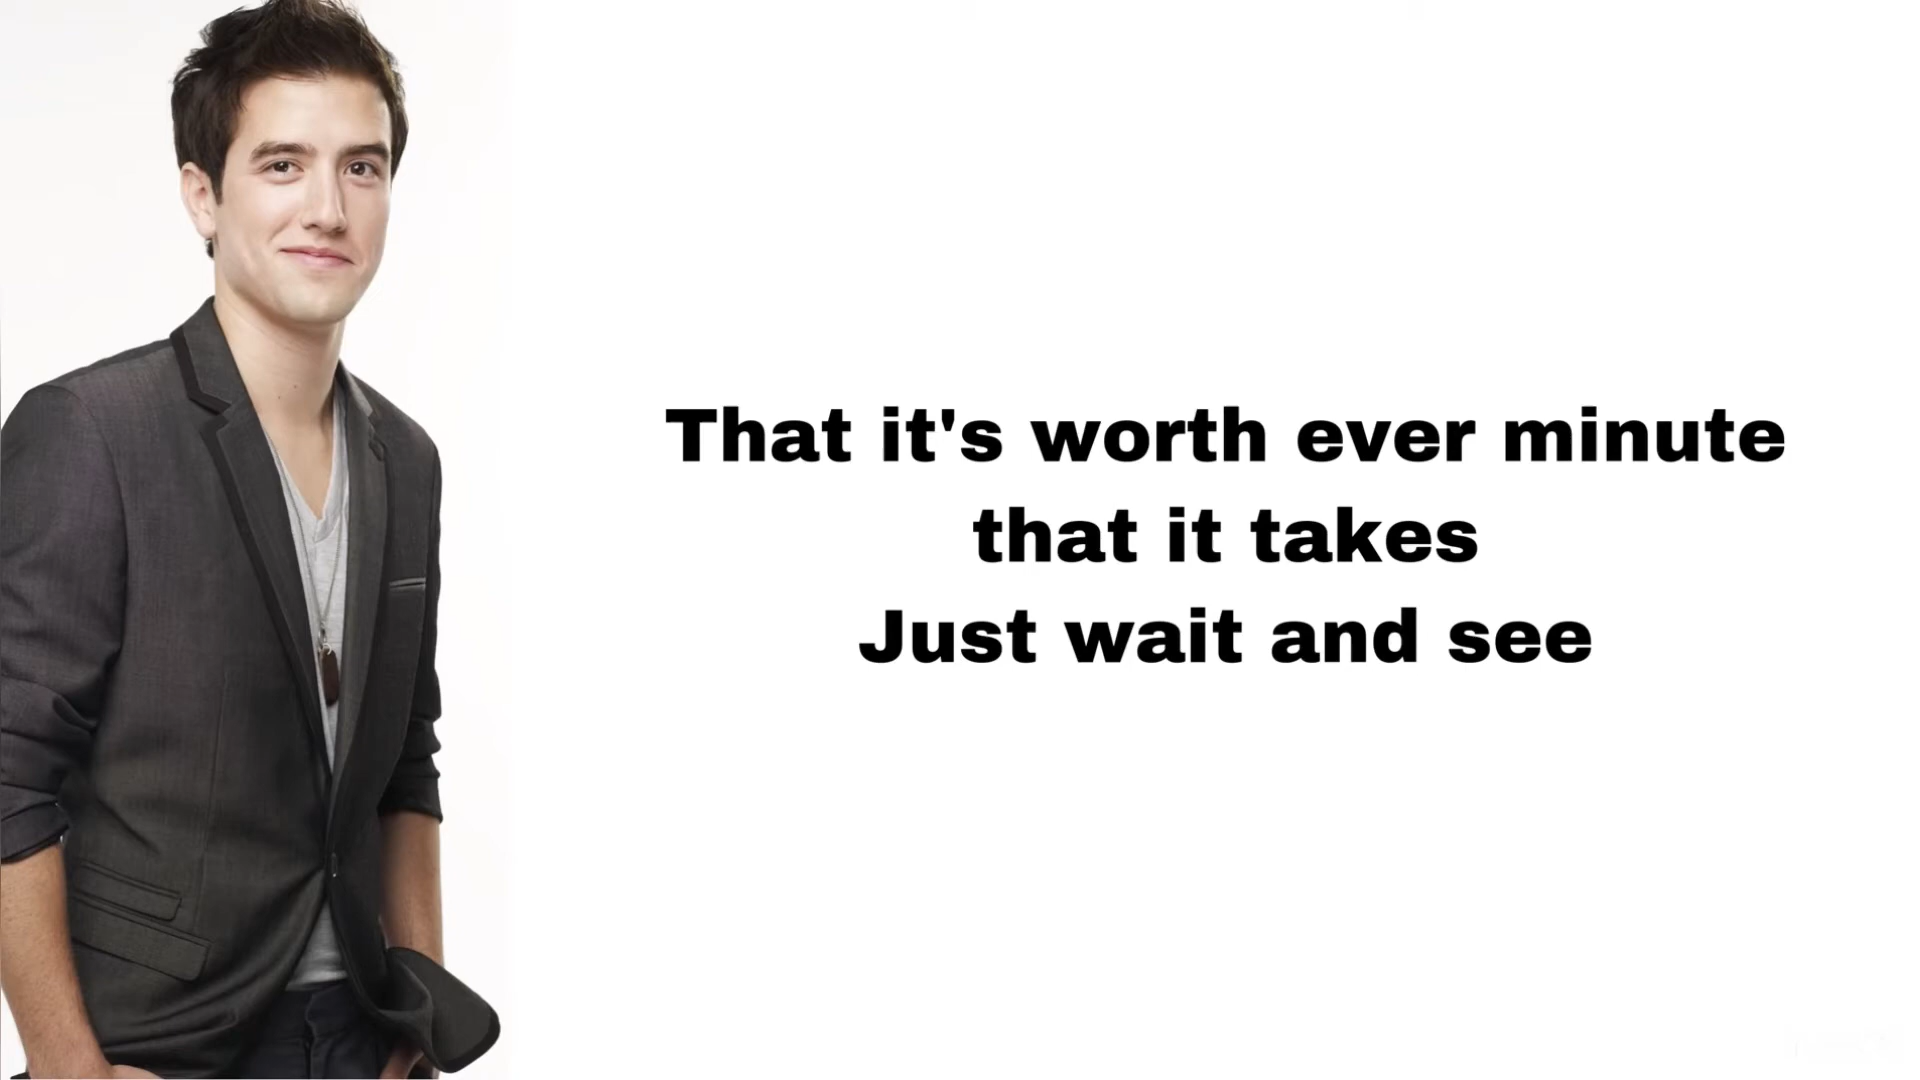 That it's worth ever minute
that it takes
Just wait and see